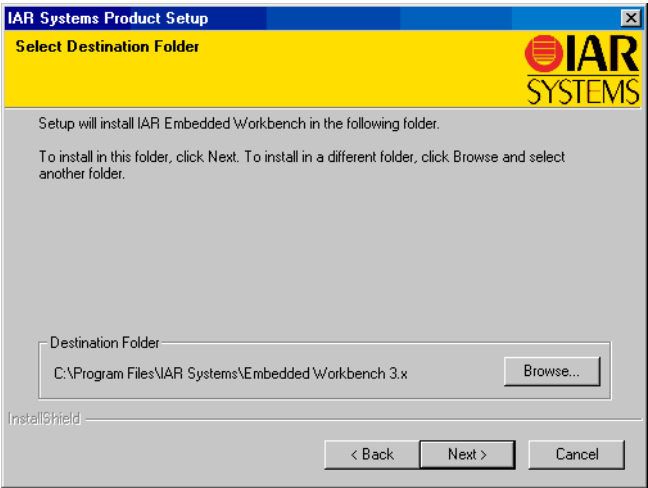 IAR Systems Product Setup
Select Destination Folder
IAR
SYSTEMS
Setup will install IAR Embedded Workbench in the following folder.
To install in this folder, click Next. To install in a different folder, click Browse and select
another folder.
Destination Folder
C:\Program Files\IAR Systems\Embedded Workbench 3.x
Browse...
InstallShield
< Back
Next >
Cancel